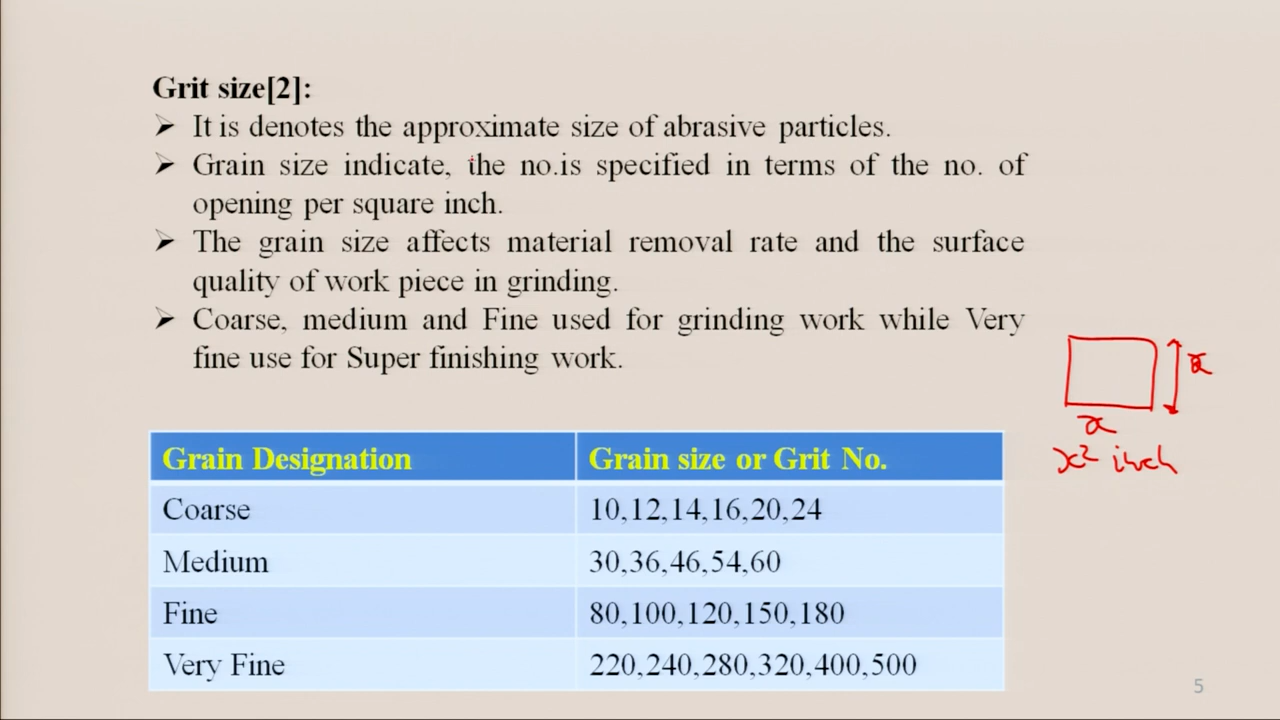 Grit size[2]:
➢ It is denotes the approximate size of abrasive particles.
➢ Grain size indicate, the no.is specified in terms of the no. of
opening per square inch.
➢ The grain size affects material removal rate and the surface
quality of work piece in grinding.
➢ Coarse, medium and Fine used for grinding work while Very
fine use for Super finishing work.
x
x
x² inch
Grain Designation Grain size or Grit No.
Coarse 10,12,14,16,20,24
Medium 30,36,46,54,60
Fine 80,100,120,150,180
Very Fine 220,240,280,320,400,500
5